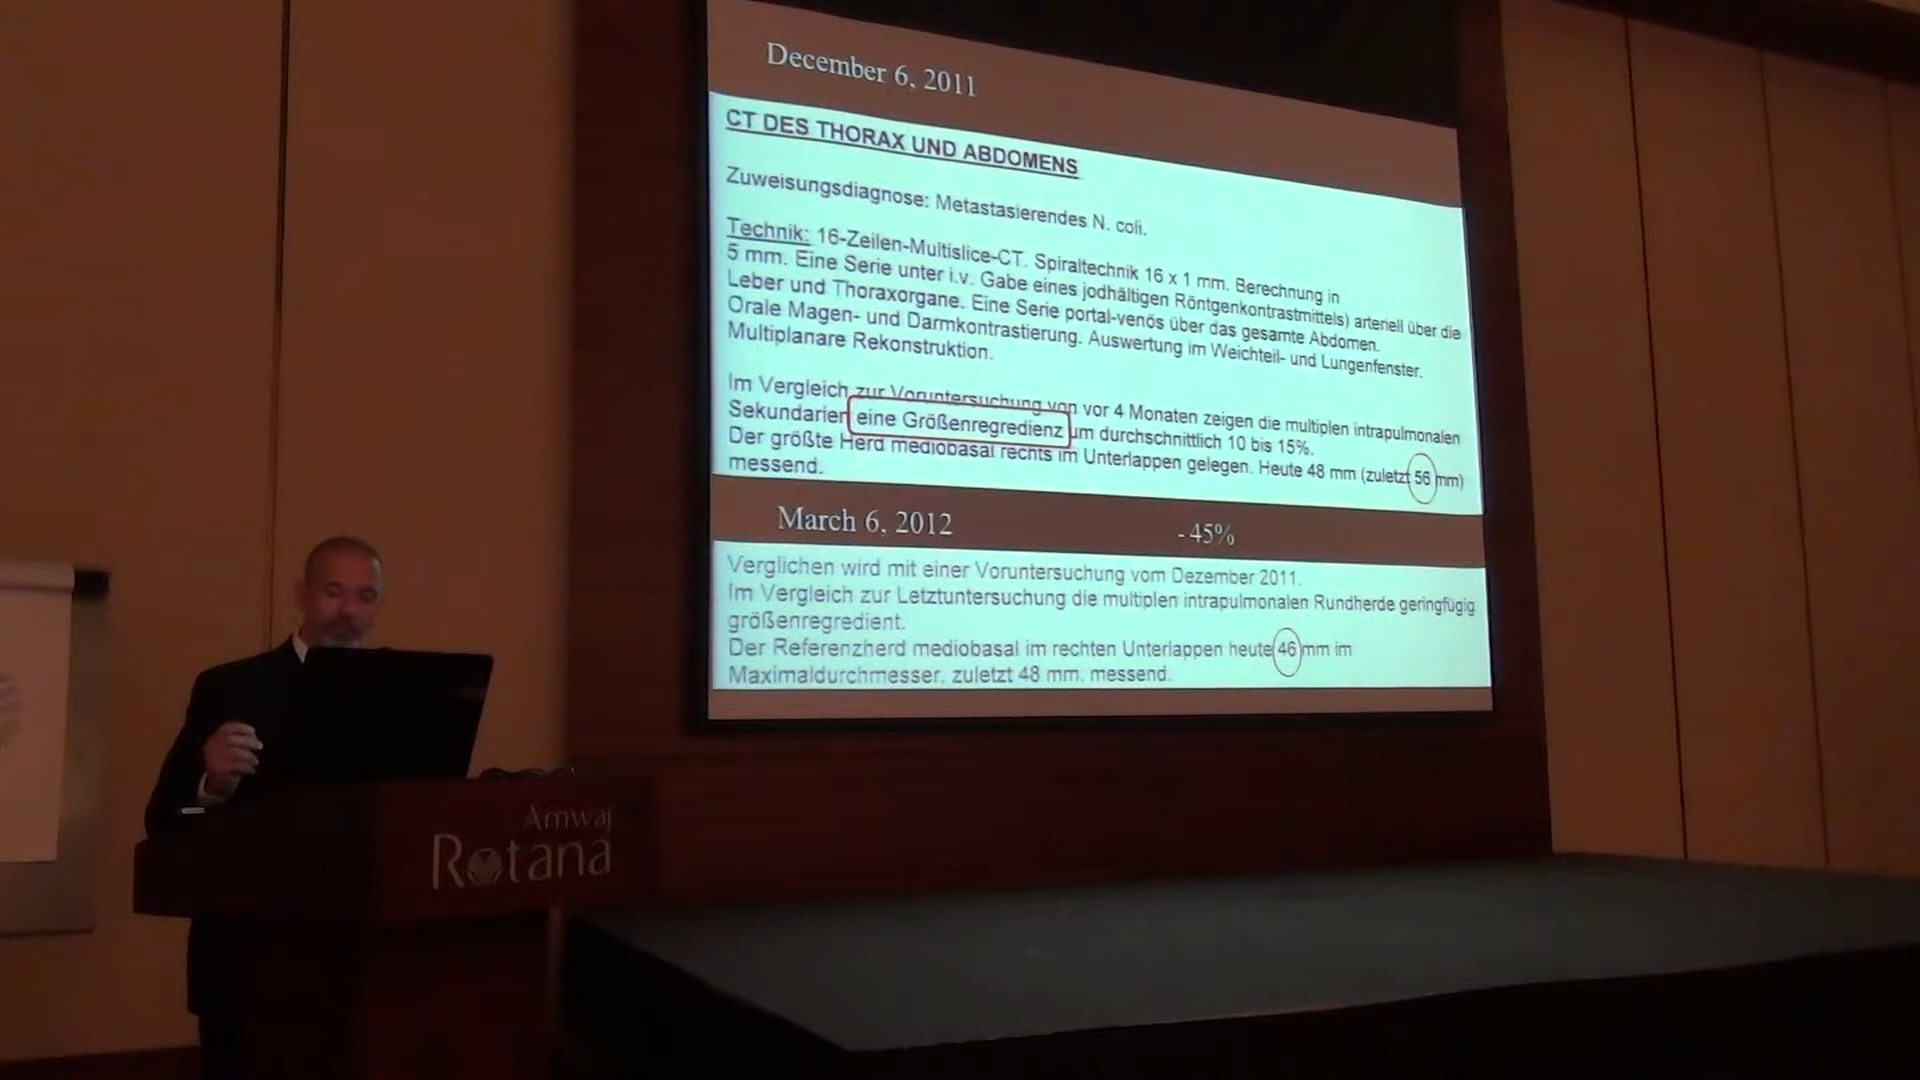 December 6, 2011
CT DES THORAX UND ABDOMENS
Zuweisungsdiagnose: Metastasierendes N. coli.
Technik: 16-Zeilen-Multislice-CT. Spiraltechnik 16 x 1 mm. Berechnung in
5 mm. Eine Serie unter i.v. Gabe eines jodhältigen Röntgenkontrastmittels) arteriell über die
Leber und Thoraxorgane. Eine Serie portal-venös über das gesamte Abdomen.
Orale Magen- und Darmkontrastierung. Auswertung im Weichteil- und Lungenfenster.
Multiplanare Rekonstruktion.
Im Vergleich zur Voruntersuchung von vor 4 Monaten zeigen die multiplen intrapulmonalen
Sekundarien eine Größenregredienz um durchschnittlich 10 bis 15%.
Der größte Herd mediobasal rechts im Unterlappen gelegen. Heute 48 mm (zuletzt 56 mm)
messend.
March 6, 2012 - 45%
Verglichen wird mit einer Voruntersuchung vom Dezember 2011.
Im Vergleich zur Letztuntersuchung die multiplen intrapulmonalen Rundherde geringfügig
größenregredient.
Der Referenzherd mediobasal im rechten Unterlappen heute 46 mm im
Maximaldurchmesser. zuletzt 48 mm. messend.
Amwaj
Rotana